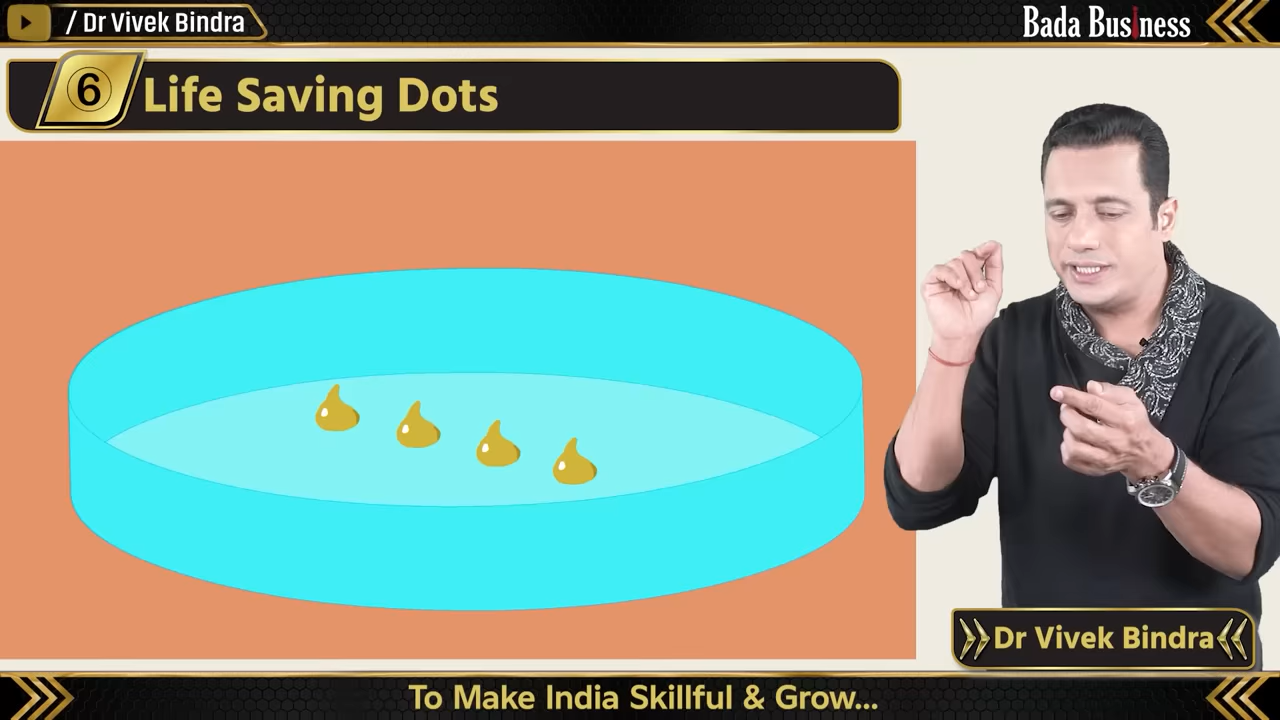 / Dr Vivek Bindra
Bada Business
6 Life Saving Dots
Dr Vivek Bindra
To Make India Skillful & Grow...